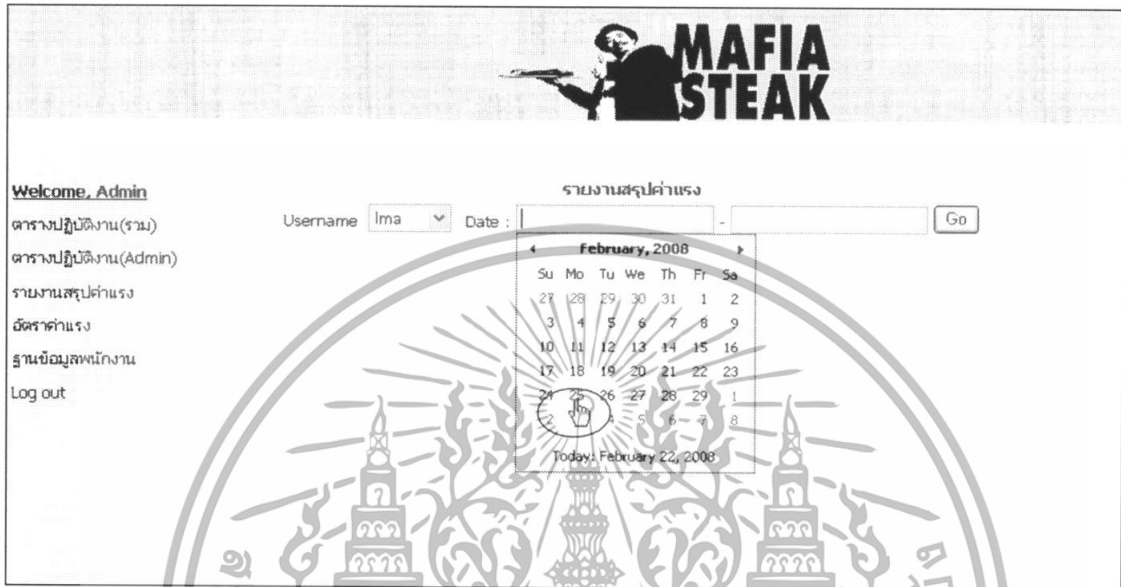 MAFIA
STEAK
Welcome, Admin
ตารางปฏิบัติงาน(รวม)
ตารางปฏิบัติงาน(Admin)
รายงานสรุปค่าแรง
อัตราค่าแรง
ฐานข้อมูลพนักงาน
Log out
รายงานสรุปค่าแรง
Username Ima Date : - Go
February, 2008
Su Mo Tu We Th Fr Sa
27 28 29 30 31 1 2
3 4 5 6 7 8 9
10 11 12 13 14 15 16
17 18 19 20 21 22 23
24 25 26 27 28 29 1
2 4 5 6 7 8
Today: February 22, 2008